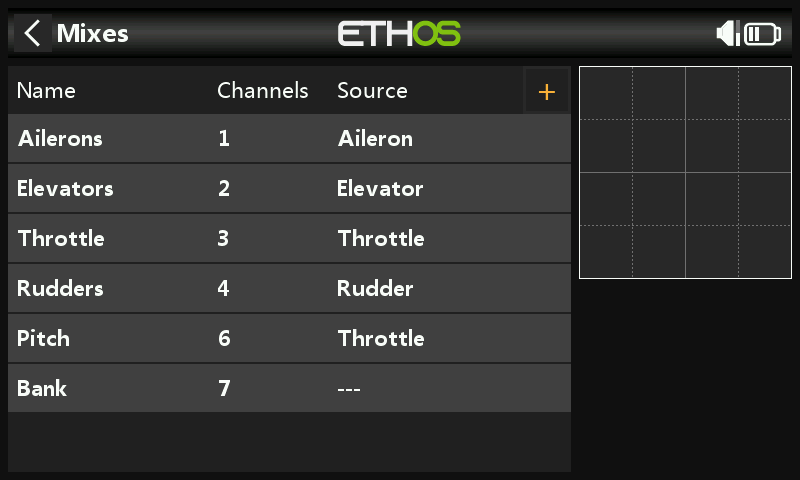 Mixes ETHOS
Name Channels Source +
Ailerons 1 Aileron
Elevators 2 Elevator
Throttle 3 Throttle
Rudders 4 Rudder
Pitch 6 Throttle
Bank 7 ---